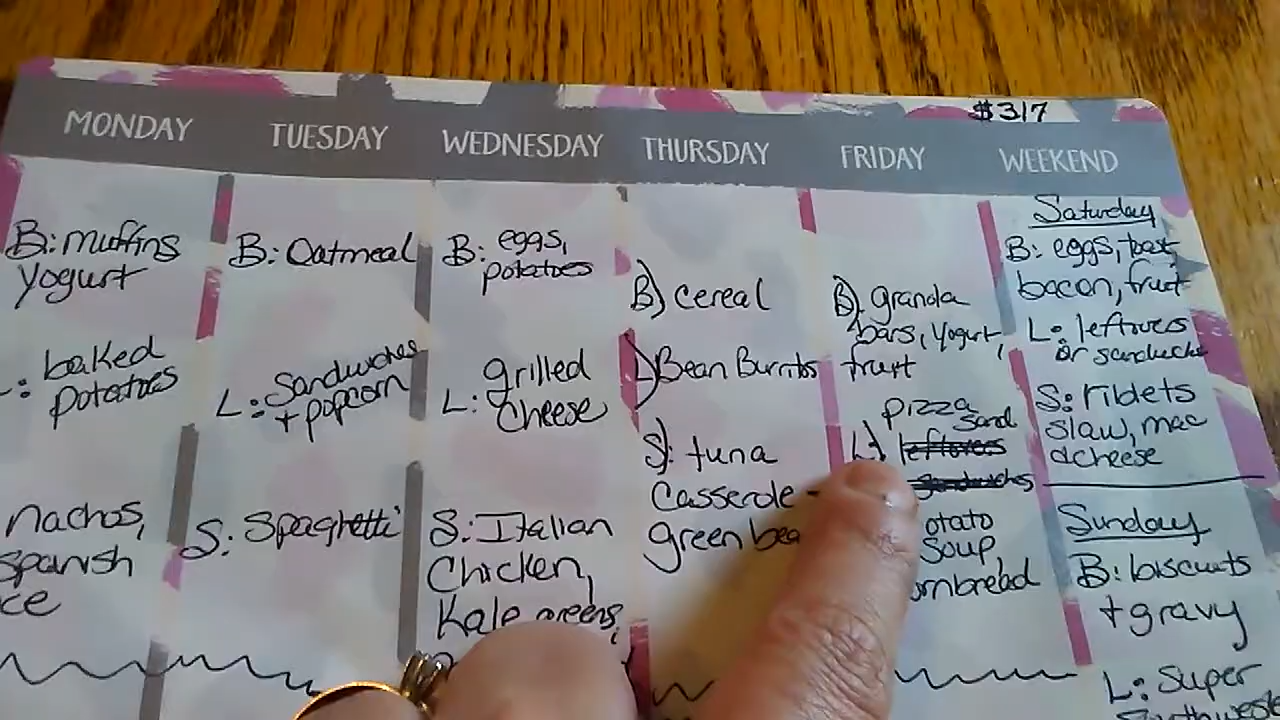 $317
MONDAY
TUESDAY
WEDNESDAY
THURSDAY
FRIDAY
WEEKEND
B: muffins
yogurt
: baked
potatoes
nachos,
spanish
ce
B: Oatmeal
L: Sandwiches
+ popcorn
S: Spaghetti
B: eggs,
potatoes
L: grilled
cheese
S: Italian
Chicken,
Kale greens,
B) cereal
L) Bean Burritos
S): tuna
Casserole -
green bea
B) granola
bars, yogurt,
fruit
pizza
Sand
L) leftovers
sandwiches
otato
Soup,
ornbread
Saturday
B: eggs, toast,
bacon, fruit
L: leftovers
or sandwiche
S: riblets
slaw, mac
&cheese
Sunday
B: biscuits
+ gravy
L: Super